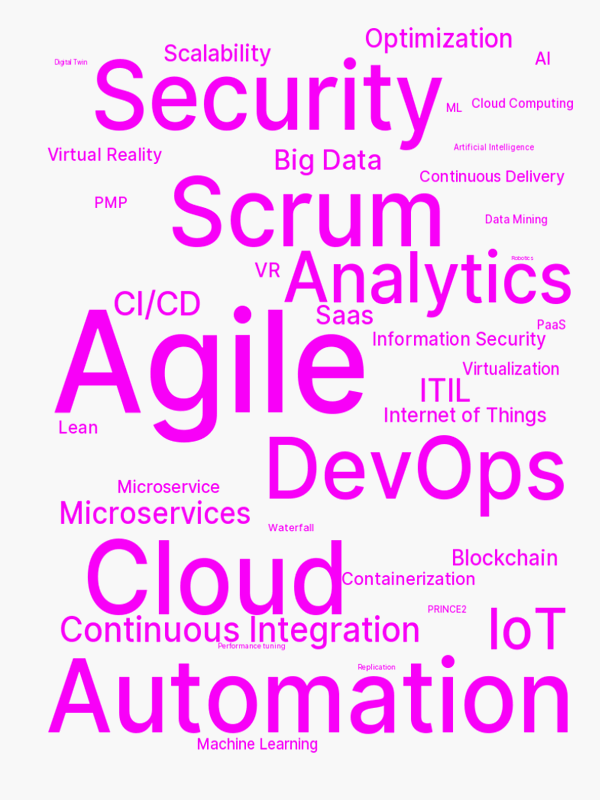 Optimization
Scalability
AI
Digital Twin
Security
ML
Cloud Computing
Artificial Intelligence
Virtual Reality
Big Data
Continuous Delivery
PMP
Scrum
Data Mining
Robotics
VR
Analytics
CI/CD
Saas
PaaS
Information Security
Agile
Virtualization
ITIL
Internet of Things
Lean
DevOps
Microservice
Microservices
Waterfall
Blockchain
Cloud
Containerization
PRINCE2
Continuous Integration
IoT
Performance tuning
Replication
Automation
Machine Learning